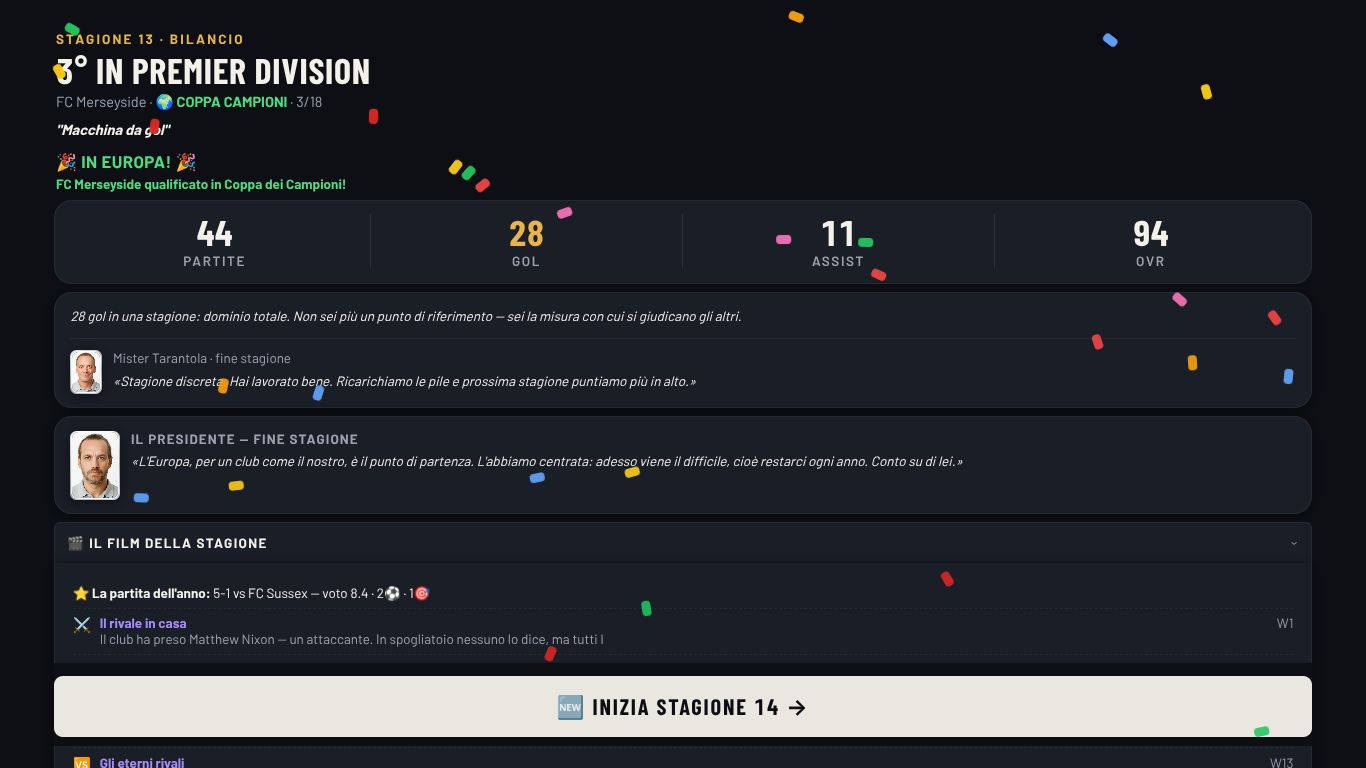 STAGIONE 13 · BILANCIO
3° IN PREMIER DIVISION
FC Merseyside · 🌍 COPPA CAMPIONI · 3/18
"Macchina da gol"
🎉 IN EUROPA! 🎉
FC Merseyside qualificato in Coppa dei Campioni!
44 28 11 94
PARTITE GOL ASSIST OVR
28 gol in una stagione: dominio totale. Non sei più un punto di riferimento — sei la misura con cui si giudicano gli altri.
Mister Tarantola · fine stagione
«Stagione discreta. Hai lavorato bene. Ricarichiamo le pile e prossima stagione puntiamo più in alto.»
IL PRESIDENTE — FINE STAGIONE
«L'Europa, per un club come il nostro, è il punto di partenza. L'abbiamo centrata: adesso viene il difficile, cioè restarci ogni anno. Conto su di lei.»
🎬 IL FILM DELLA STAGIONE
⭐ La partita dell'anno: 5-1 vs FC Sussex — voto 8.4 · 2⚽ · 1🎯
⚔️ Il rivale in casa W1
Il club ha preso Matthew Nixon — un attaccante. In spogliatoio nessuno lo dice, ma tutti l
🆕 INIZIA STAGIONE 14 →
🆚 Gli eterni rivali W13